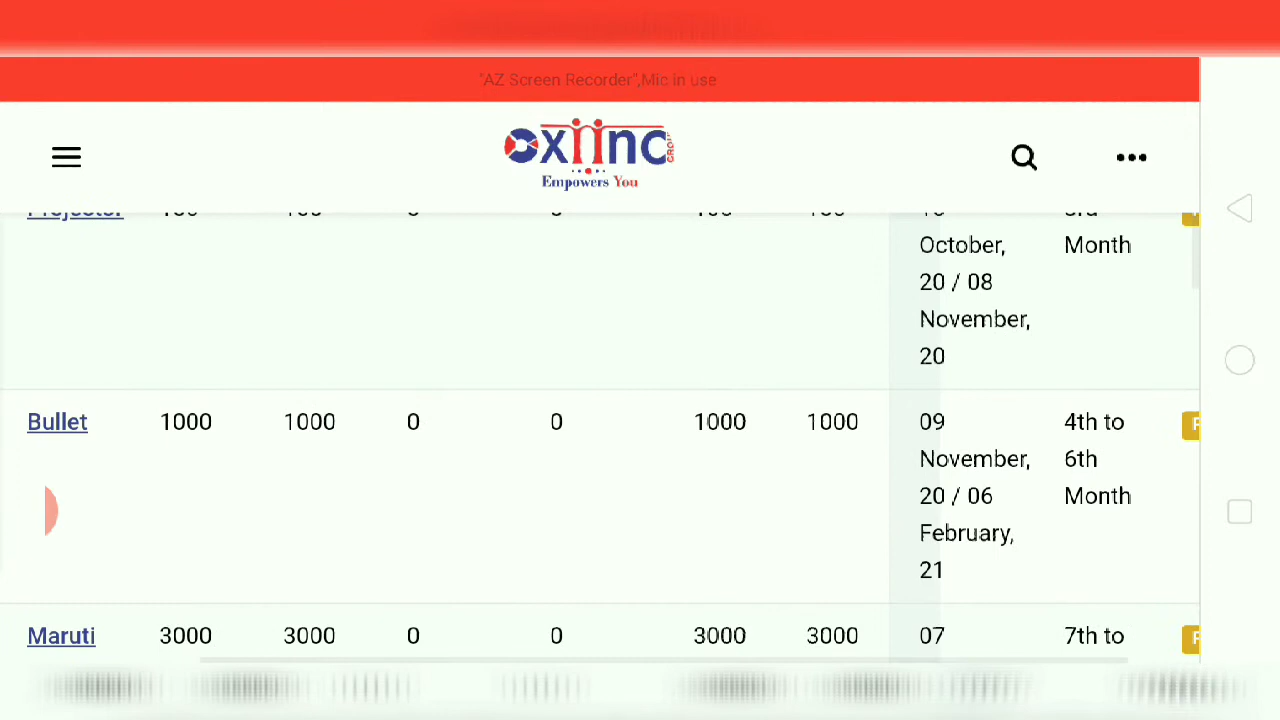 "AZ Screen Recorder",Mic in use
oxiinc GROUP
Empowers You
Projector
October, Month
20 / 08
November,
20
Bullet 1000 1000 0 0 1000 1000 09 4th to
November, 6th
20 / 06 Month
February,
21
Maruti 3000 3000 0 0 3000 3000 07 7th to